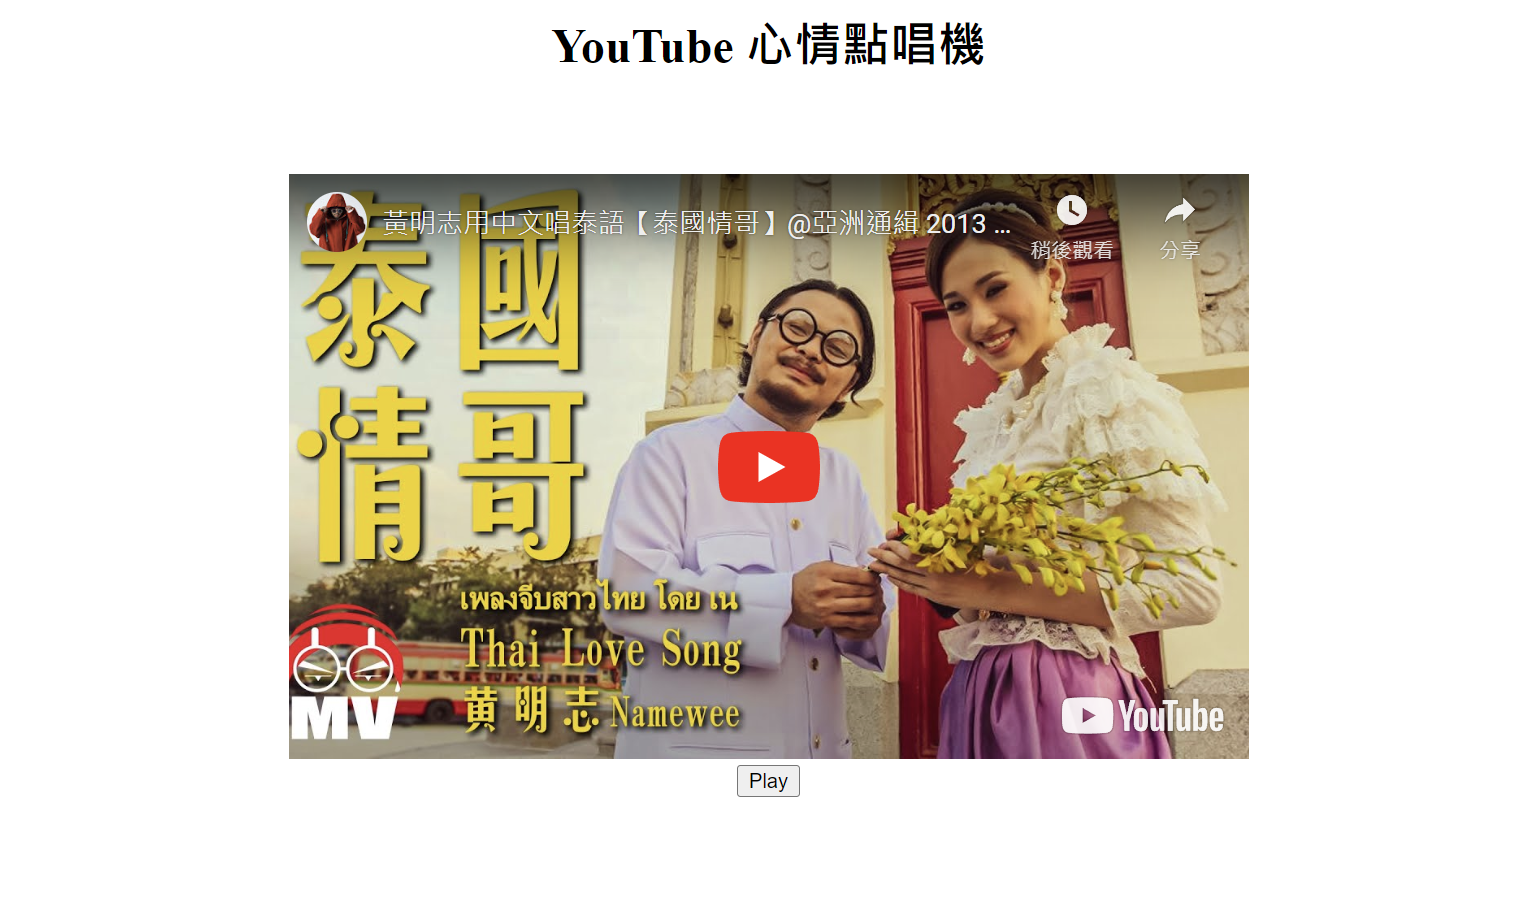 YouTube 心情點唱機
黃明志用中文唱泰語【泰國情哥】@亞洲通緝 2013 ...
稍後觀看
分享
泰國
情哥
เพลงจีบสาวไทย โดย เน
Thai Love Song
黃明志 Namewee
MV
YouTube
Play